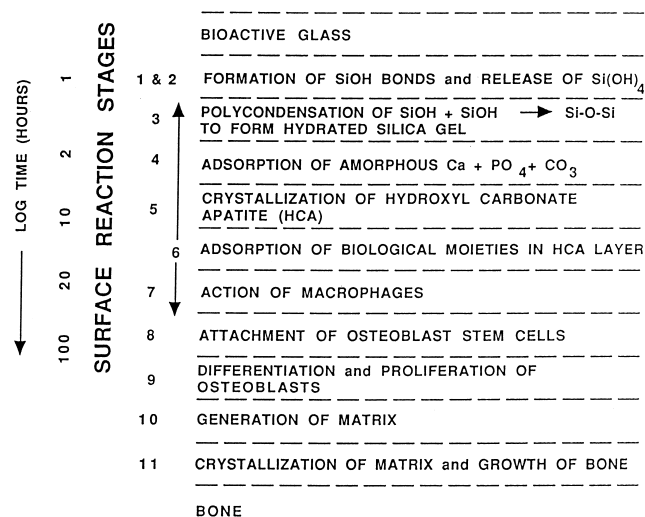 BIOACTIVE GLASS
1 & 2 FORMATION OF SiOH BONDS and RELEASE OF Si(OH)4
3 POLYCONDENSATION OF SiOH + SiOH → Si-O-Si
TO FORM HYDRATED SILICA GEL
4 ADSORPTION OF AMORPHOUS Ca + PO4 + CO3
5 CRYSTALLIZATION OF HYDROXYL CARBONATE
APATITE (HCA)
6 ADSORPTION OF BIOLOGICAL MOIETIES IN HCA LAYER
7 ACTION OF MACROPHAGES
8 ATTACHMENT OF OSTEOBLAST STEM CELLS
9 DIFFERENTIATION and PROLIFERATION OF
OSTEOBLASTS
10 GENERATION OF MATRIX
11 CRYSTALLIZATION OF MATRIX and GROWTH OF BONE
BONE
LOG TIME (HOURS)
1
2
10
20
100
SURFACE REACTION STAGES